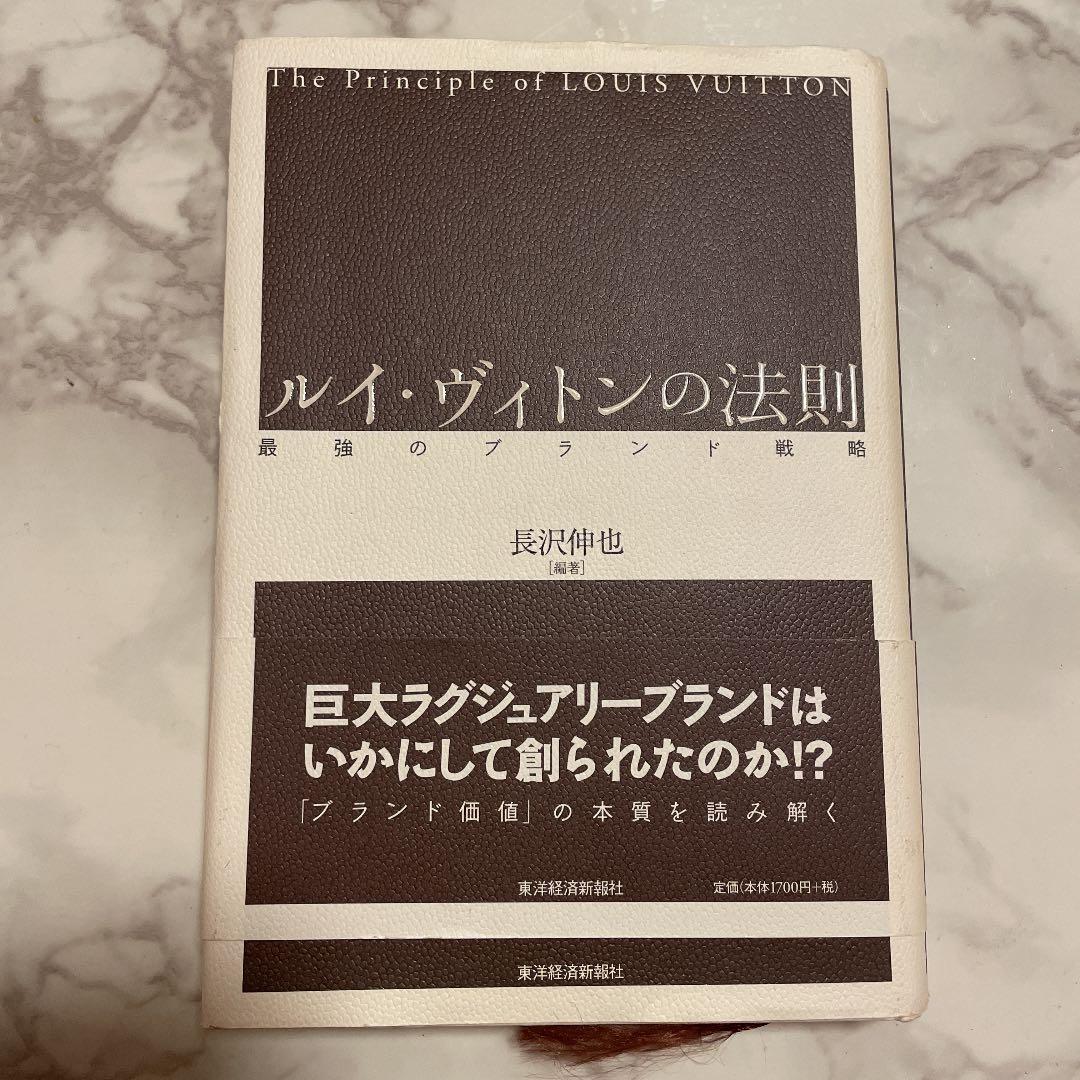 The Principle of LOUIS VUITTON
ルイ・ヴィトンの法則
最強のブランド戦略
長沢伸也
[編著]
巨大ラグジュアリーブランドは
いかにして創られたのか!?
「ブランド価値」の本質を読み解く
東洋経済新報社 定価(本体1700円+税)
東洋経済新報社